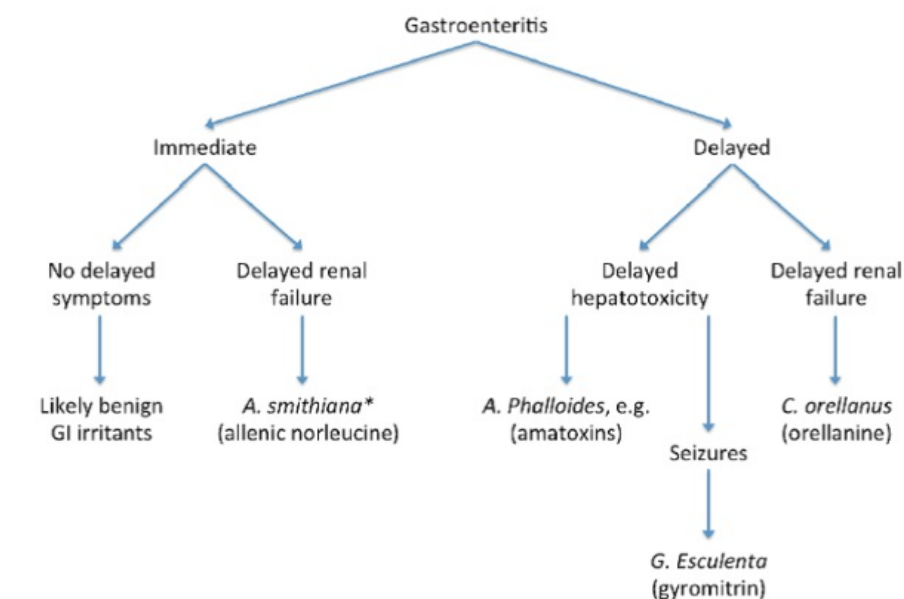 Gastroenteritis
Immediate
Delayed
No delayed
symptoms
Delayed renal
failure
Delayed
hepatotoxicity
Delayed renal
failure
Likely benign
GI irritants
A. smithiana*
(allenic norleucine)
A. Phalloides, e.g.
(amatoxins)
C. orellanus
(orellanine)
Seizures
G. Esculenta
(gyromitrin)